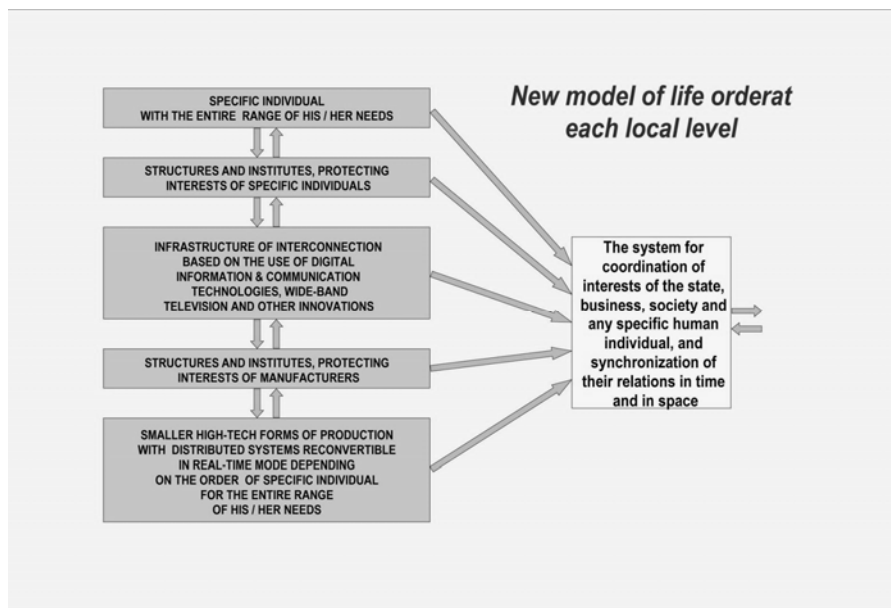 New model of life orderat
each local level
SPECIFIC INDIVIDUAL
WITH THE ENTIRE RANGE OF HIS / HER NEEDS
STRUCTURES AND INSTITUTES, PROTECTING
INTERESTS OF SPECIFIC INDIVIDUALS
INFRASTRUCTURE OF INTERCONNECTION
BASED ON THE USE OF DIGITAL
INFORMATION & COMMUNICATION
TECHNOLOGIES, WIDE-BAND
TELEVISION AND OTHER INNOVATIONS
STRUCTURES AND INSTITUTES, PROTECTING
INTERESTS OF MANUFACTURERS
SMALLER HIGH-TECH FORMS OF PRODUCTION
WITH DISTRIBUTED SYSTEMS RECONVERTIBLE
IN REAL-TIME MODE DEPENDING
ON THE ORDER OF SPECIFIC INDIVIDUAL
FOR THE ENTIRE RANGE
OF HIS / HER NEEDS
The system for
coordination of
interests of the state,
business, society and
any specific human
individual, and
synchronization of
their relations in time
and in space